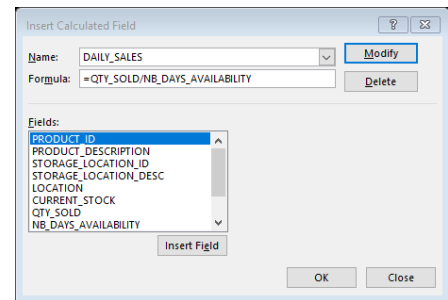 Insert Calculated Field
Name: DAILY_SALES Modify
Formula: =QTY_SOLD/NB_DAYS_AVAILABILITY Delete
Fields:
PRODUCT_ID
PRODUCT_DESCRIPTION
STORAGE_LOCATION_ID
STORAGE_LOCATION_DESC
LOCATION
CURRENT_STOCK
QTY_SOLD
NB_DAYS_AVAILABILITY
Insert Field
OK Close